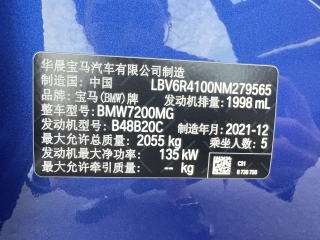 华晨宝马汽车有限公司制造
制造国：中国 LBV6R4100NM279565
品牌：宝马(BMW)牌 发动机排量：1998 mL
整车型号：BMW7200MG
发动机型号：B48B20C 制造年月：2021-12
最大允许总质量：2055 kg 乘坐人数：5
发动机最大净功率：135 kW
最大允许牵引质量：-- kg
C31